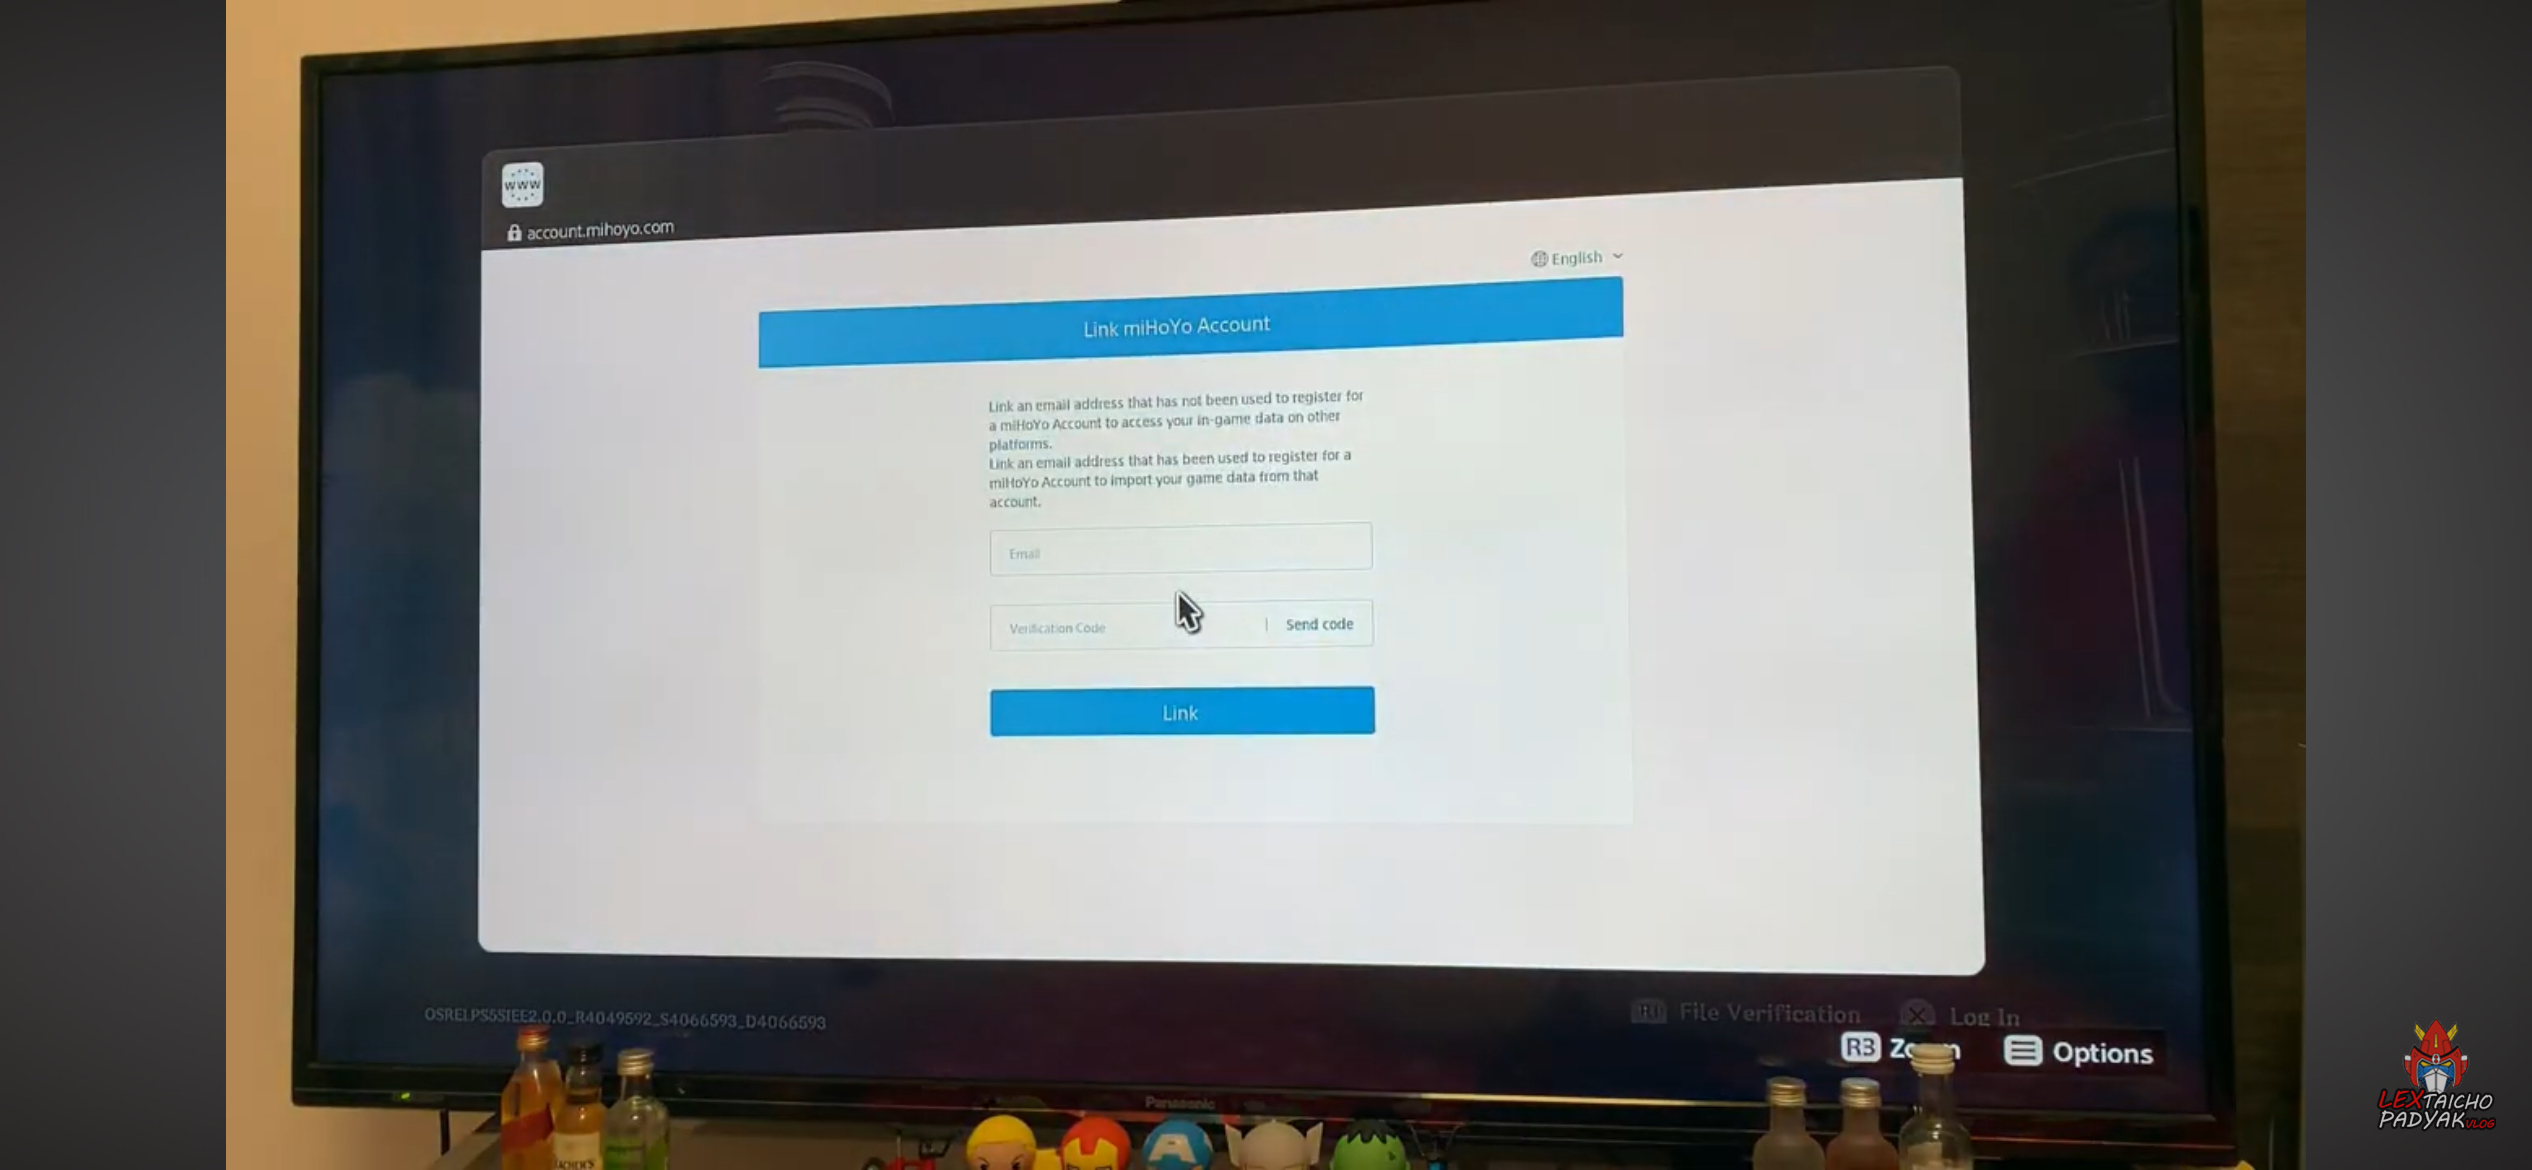 www
account.mihoyo.com
English
Link miHoYo Account
Link an email address that has not been used to register for
a miHoYo Account to access your in-game data on other
platforms.
Link an email address that has been used to register for a
miHoYo Account to import your game data from that
account.
Email
Verification Code | Send code
Link
OSRELPS5SIEE2.0.0_R4049592_S4066593_D4066593
R1 File Verification Log In
R3 Options
Panasonic
LEXTAICHO
PADYAK VLOG